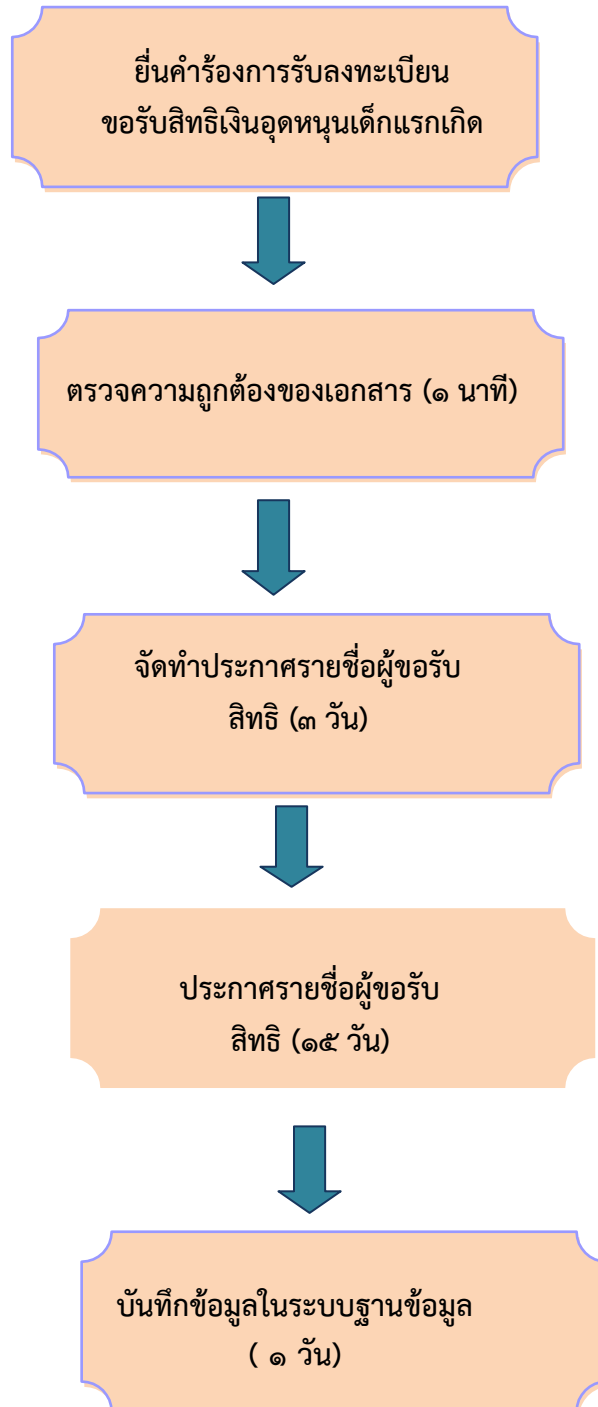 ยื่นคำร้องการรับลงทะเบียน
ขอรับสิทธิเงินอุดหนุนเด็กแรกเกิด
ตรวจความถูกต้องของเอกสาร (๑ นาที)
จัดทำประกาศรายชื่อผู้ขอรับ
สิทธิ (๓ วัน)
ประกาศรายชื่อผู้ขอรับ
สิทธิ (๑๕ วัน)
บันทึกข้อมูลในระบบฐานข้อมูล
( ๑ วัน)